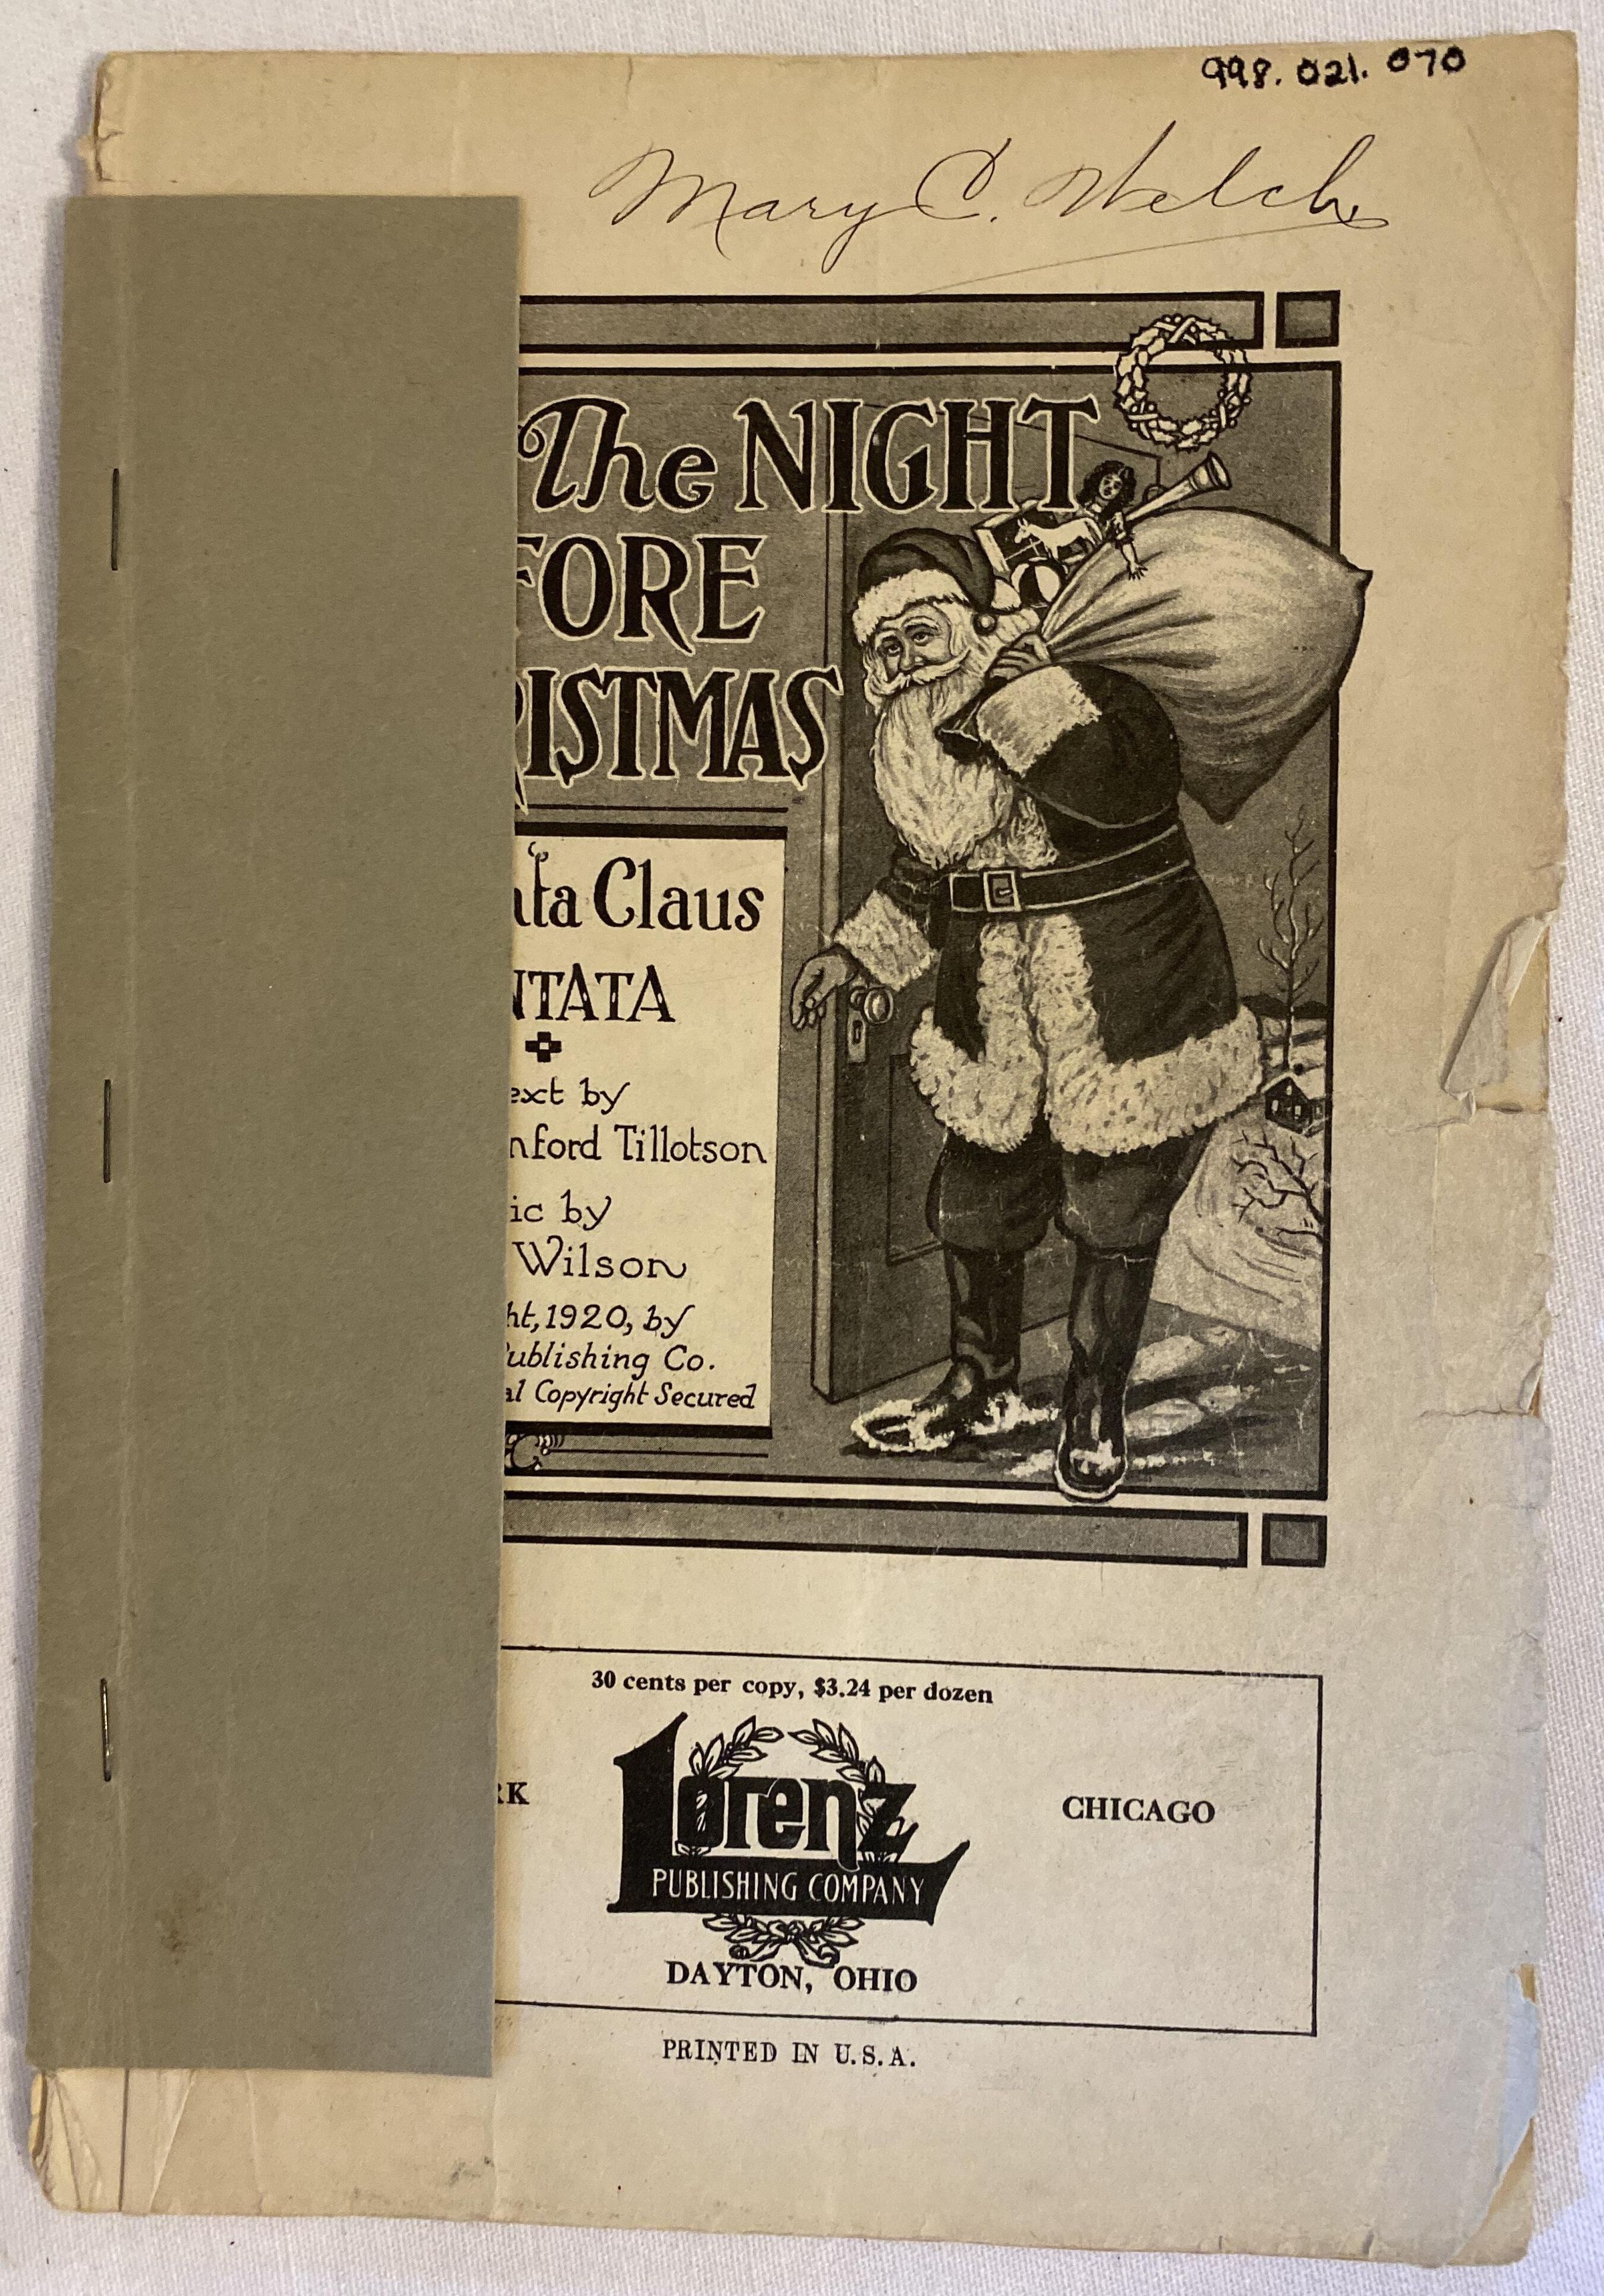 998. 021. 070
Mary C. Welch
The NIGHT
FORE
RISTMAS
ta Claus
NTATA
ext by
nford Tillotson
ic by
Wilson
ht, 1920, by
Publishing Co.
al Copyright Secured
30 cents per copy, $3.24 per dozen
RK
Lorenz
CHICAGO
PUBLISHING COMPANY
DAYTON, OHIO
PRINTED IN U.S.A.